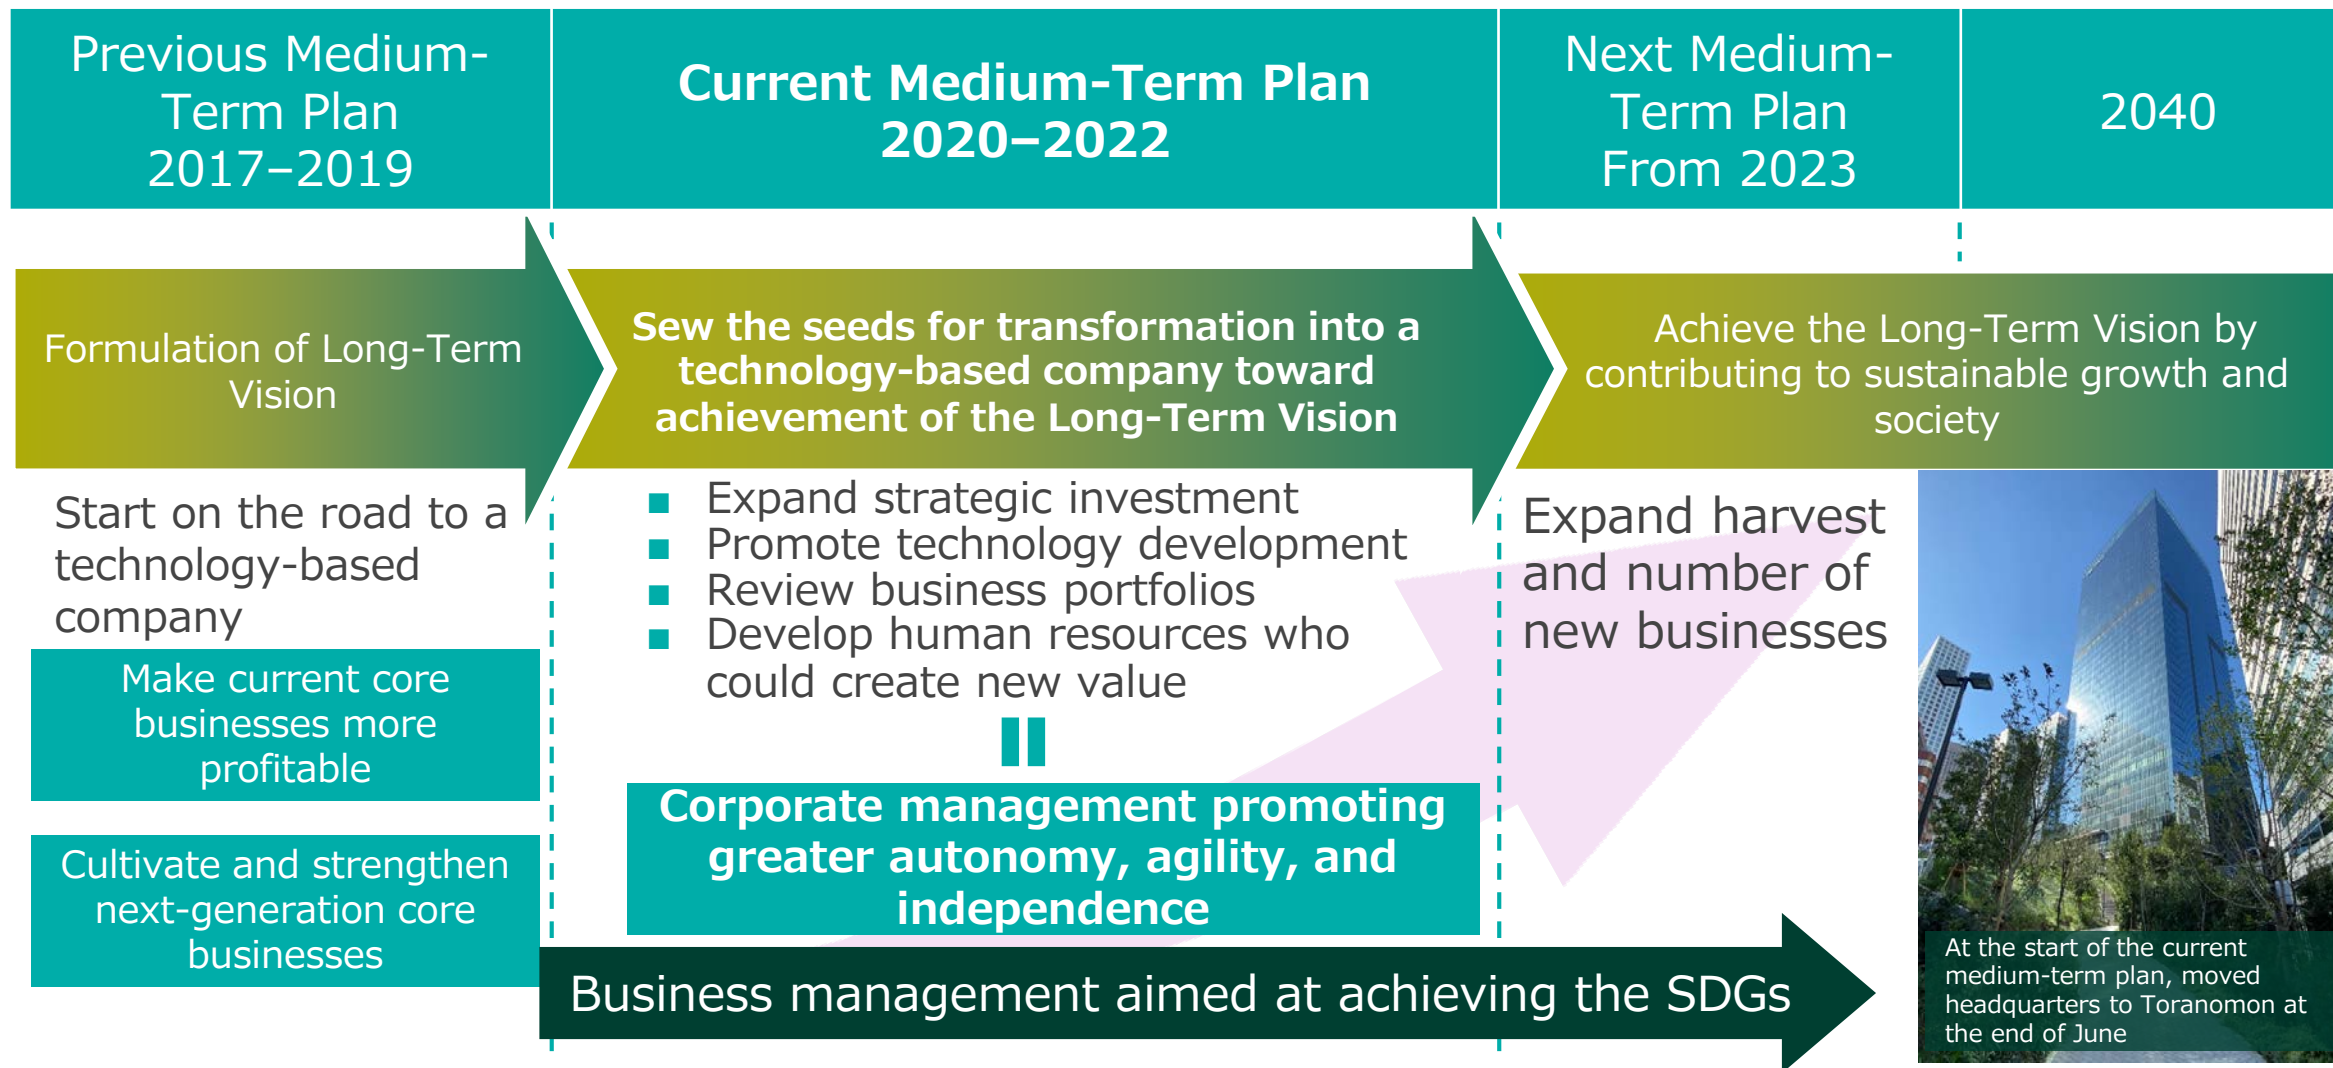 Previous Medium-
Term Plan
2017–2019
Current Medium-Term Plan
2020–2022
Next Medium-
Term Plan
From 2023
2040
Formulation of Long-Term
Vision
Sew the seeds for transformation into a
technology-based company toward
achievement of the Long-Term Vision
Achieve the Long-Term Vision by
contributing to sustainable growth and
society
Start on the road to a
technology-based
company
Make current core
businesses more
profitable
Cultivate and strengthen
next-generation core
businesses
■ Expand strategic investment
■ Promote technology development
■ Review business portfolios
■ Develop human resources who
could create new value
Corporate management promoting
greater autonomy, agility, and
independence
Expand harvest
and number of
new businesses
Business management aimed at achieving the SDGs
At the start of the current
medium-term plan, moved
headquarters to Toranomon at
the end of June